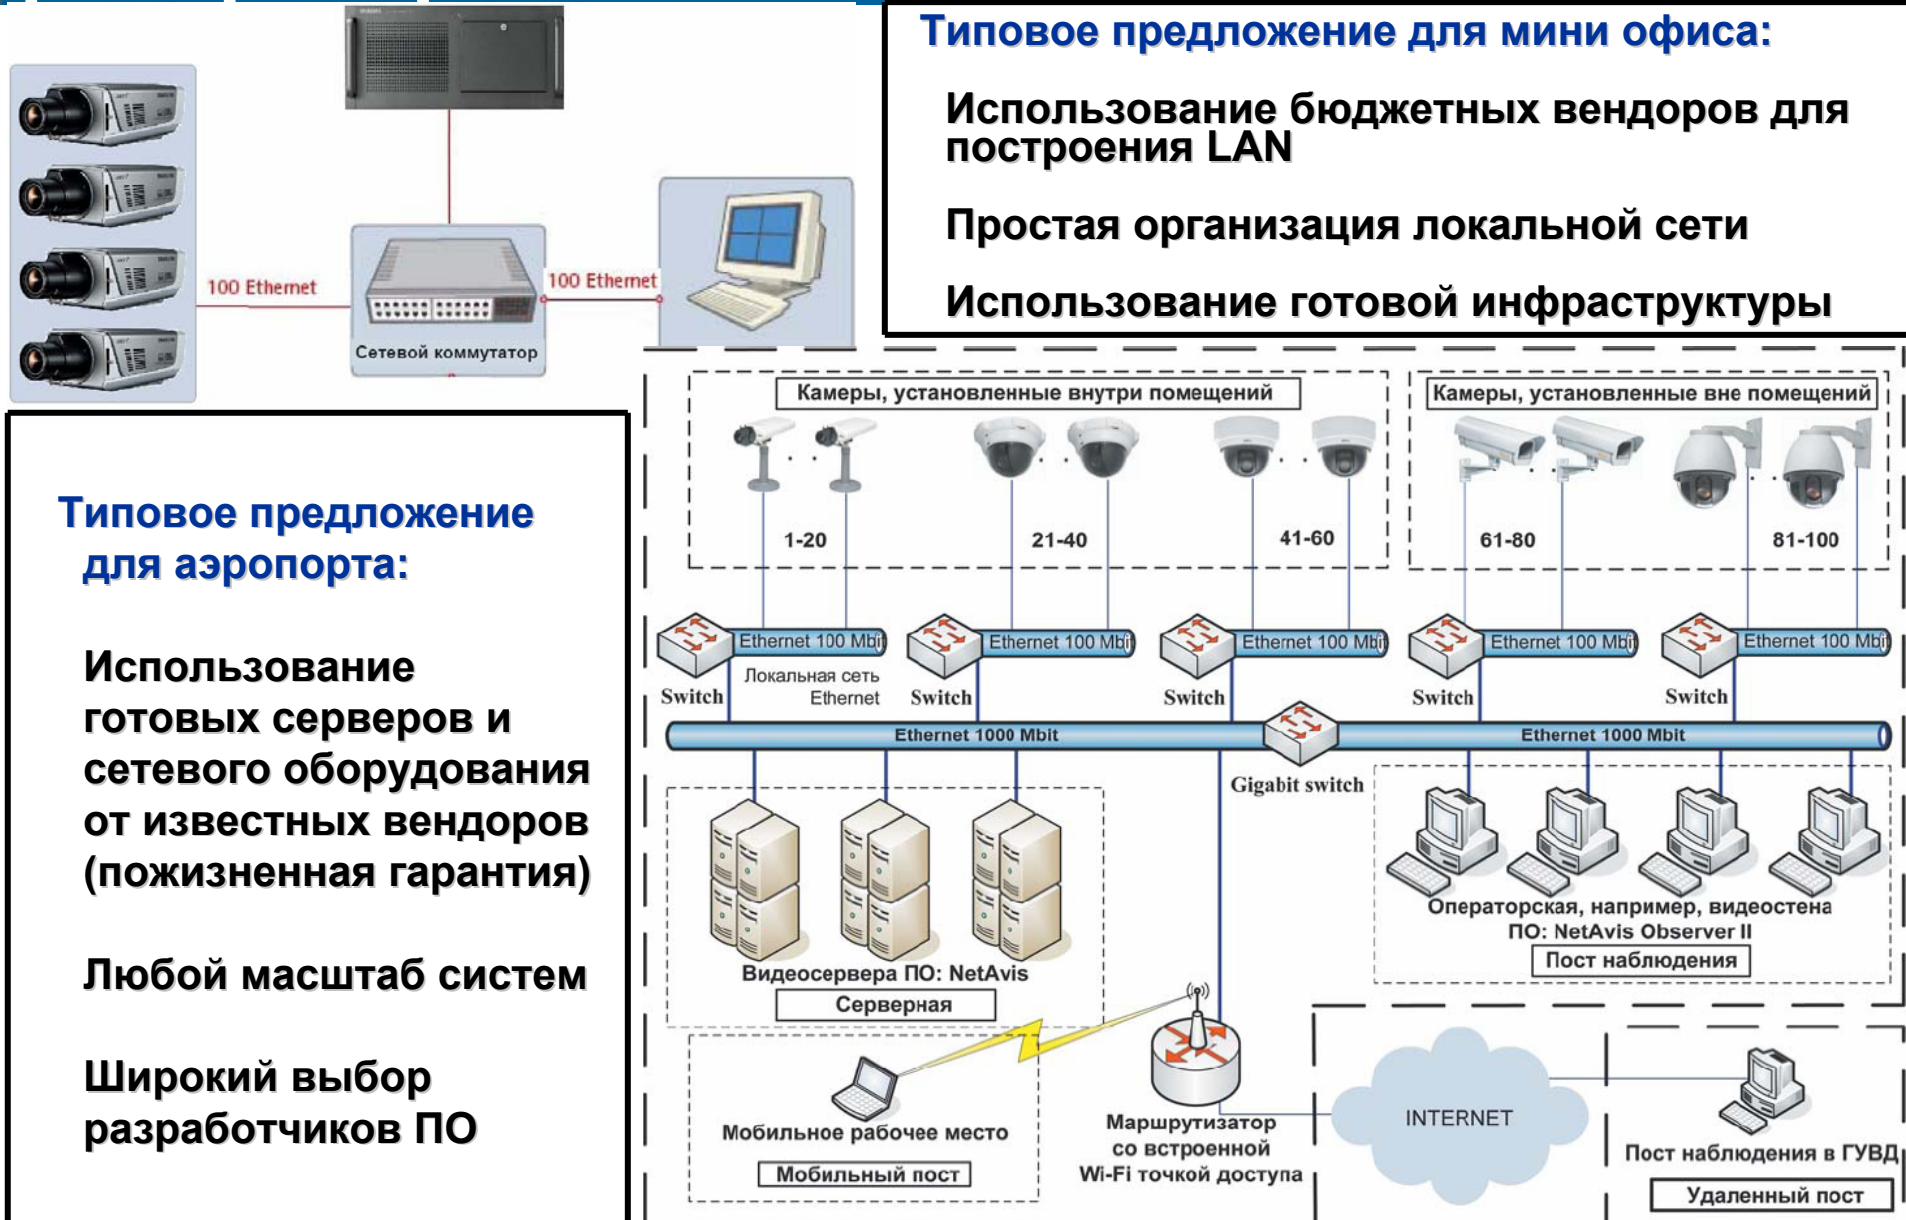 Типовое предложение для мини офиса:
Использование бюджетных вендоров для
построения LAN
Простая организация локальной сети
Использование готовой инфраструктуры
100 Ethernet
100 Ethernet
Сетевой коммутатор
Типовое предложение
для аэропорта:
Использование
готовых серверов и
сетевого оборудования
от известных вендоров
(пожизненная гарантия)
Любой масштаб систем
Широкий выбор
разработчиков ПО
Камеры, установленные внутри помещений
Камеры, установленные вне помещений
1-20
21-40
41-60
61-80
81-100
Ethernet 100 Mbit
Ethernet 100 Mbit
Ethernet 100 Mbit
Ethernet 100 Mbit
Ethernet 100 Mbit
Локальная сеть
Ethernet
Switch
Switch
Switch
Switch
Switch
Ethernet 1000 Mbit
Ethernet 1000 Mbit
Gigabit switch
Видеосервера ПО: NetAvis
Серверная
Операторская, например, видеостена
ПО: NetAvis Observer II
Пост наблюдения
Мобильное рабочее место
Мобильный пост
Маршрутизатор
со встроенной
Wi-Fi точкой доступа
INTERNET
Пост наблюдения в ГУВД
Удаленный пост